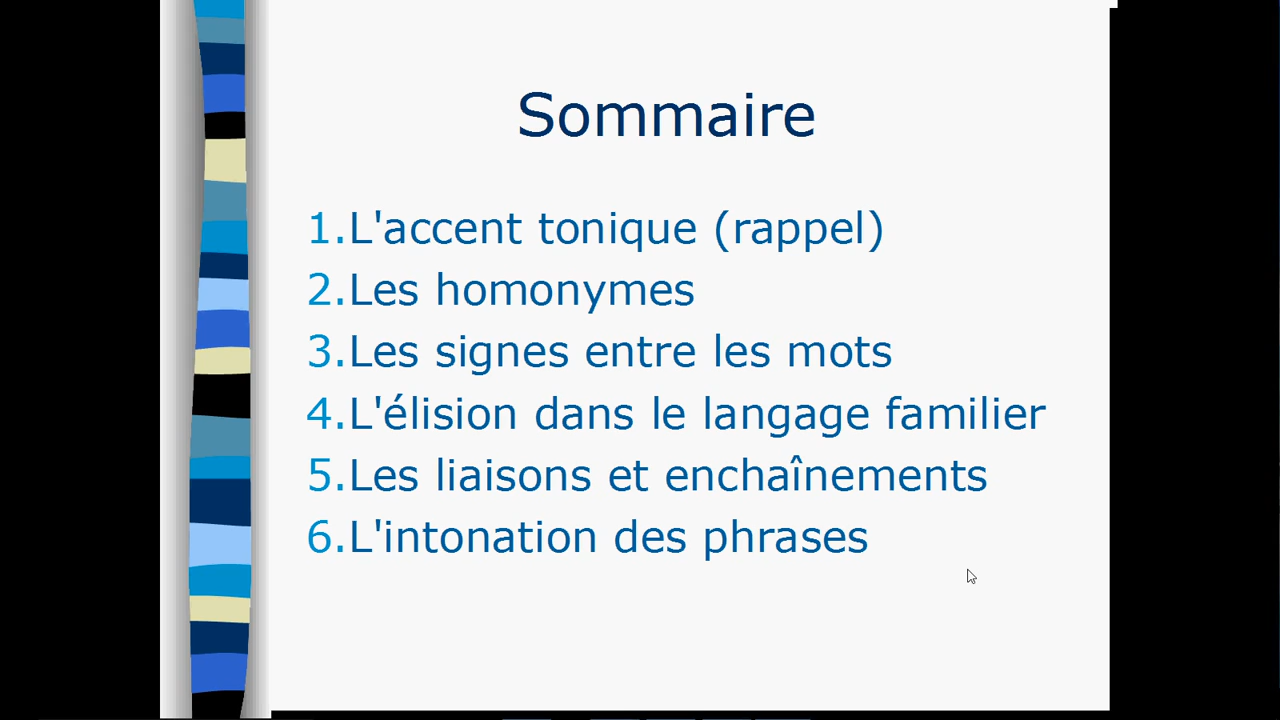 Sommaire
1.L'accent tonique (rappel)
2.Les homonymes
3.Les signes entre les mots
4.L'élision dans le langage familier
5.Les liaisons et enchaînements
6.L'intonation des phrases